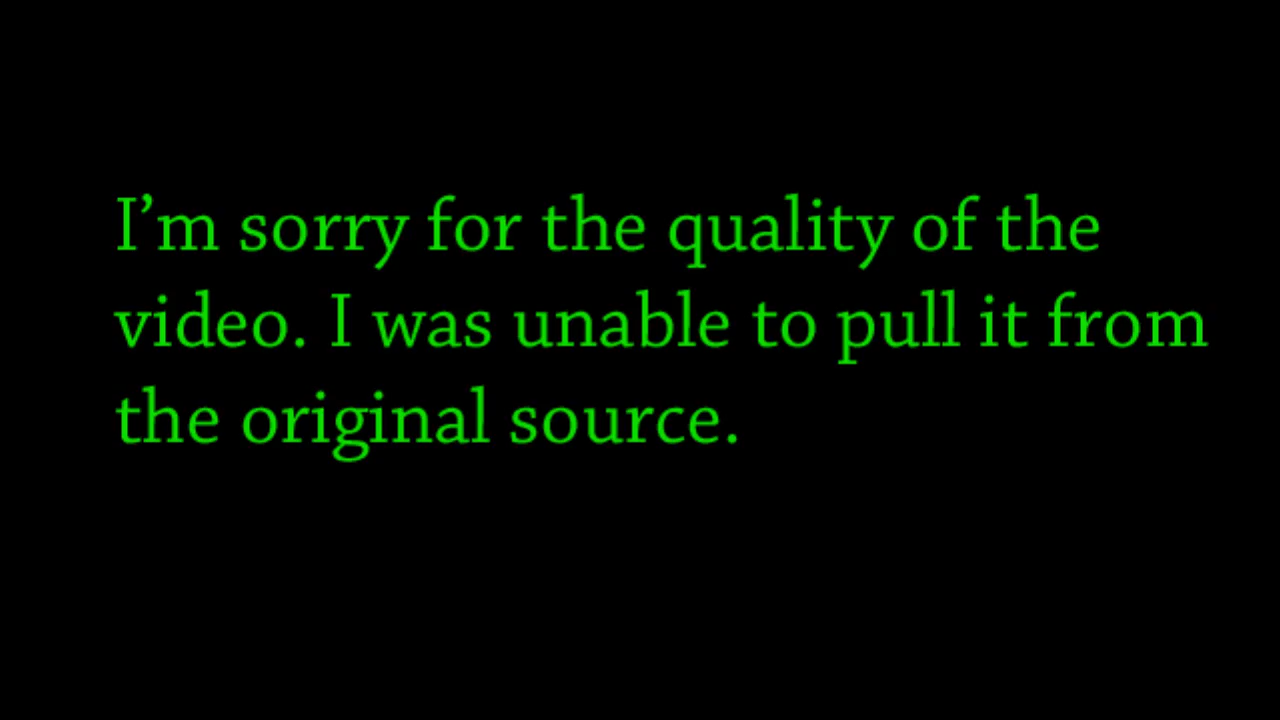 I’m sorry for the quality of the
video. I was unable to pull it from
the original source.